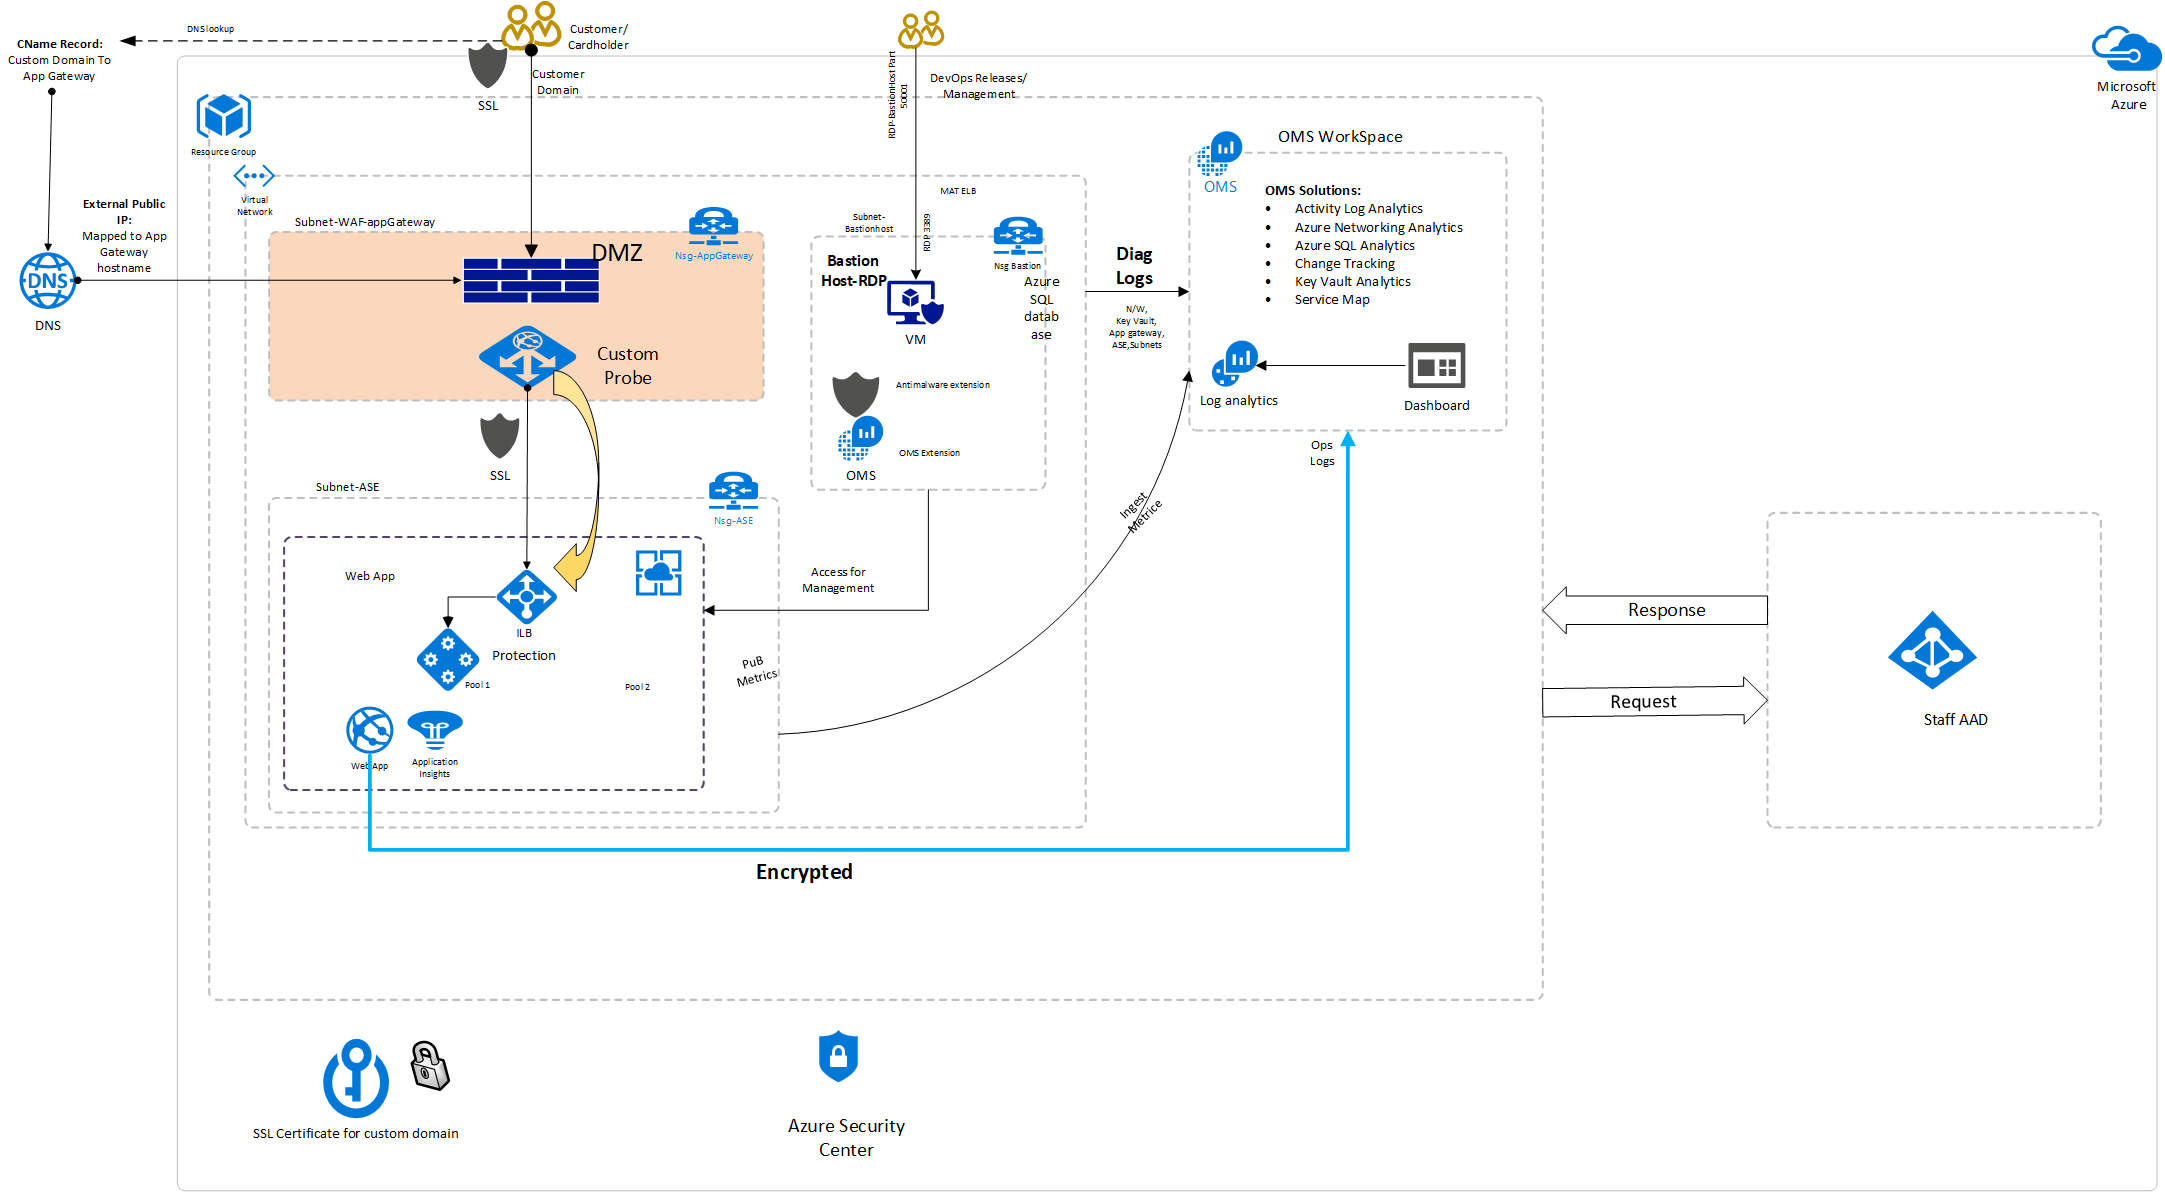 DNS lookup
CName Record:
Custom Domain To
App Gateway
Customer/
Cardholder
SSL
Customer
Domain
RDP-BastionHost Part
50001
DevOps Releases/
Management
Microsoft
Azure
Resource Group
Virtual
Network
External Public
IP:
Mapped to App
Gateway
hostname
DNS
DNS
Subnet-WAF-appGateway
DMZ
Nsg-AppGateway
Custom
Probe
SSL
MAT ELB
Subnet-
Bastionhost
RDP 3389
Bastion
Host-RDP
Nsg Bastion
Azure
SQL
datab
ase
VM
Antimalware extension
OMS Extension
OMS
Diag
Logs
N/W,
Key Vault,
App gateway,
ASE,Subnets
OMS WorkSpace
OMS
OMS Solutions:
• Activity Log Analytics
• Azure Networking Analytics
• Azure SQL Analytics
• Change Tracking
• Key Vault Analytics
• Service Map
Log analytics
Dashboard
Ops
Logs
Ingest
Metrice
Subnet-ASE
Nsg-ASE
Web App
ILB
Protection
Pool 1
Pool 2
Web App
Application
Insights
Access for
Management
PuB
Metrics
Encrypted
Response
Request
Staff AAD
SSL Certificate for custom domain
Azure Security
Center